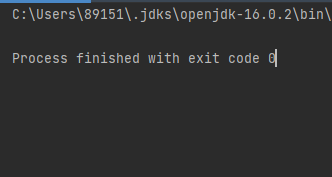 C:\Users\89151\.jdks\openjdk-16.0.2\bin\
Process finished with exit code 0